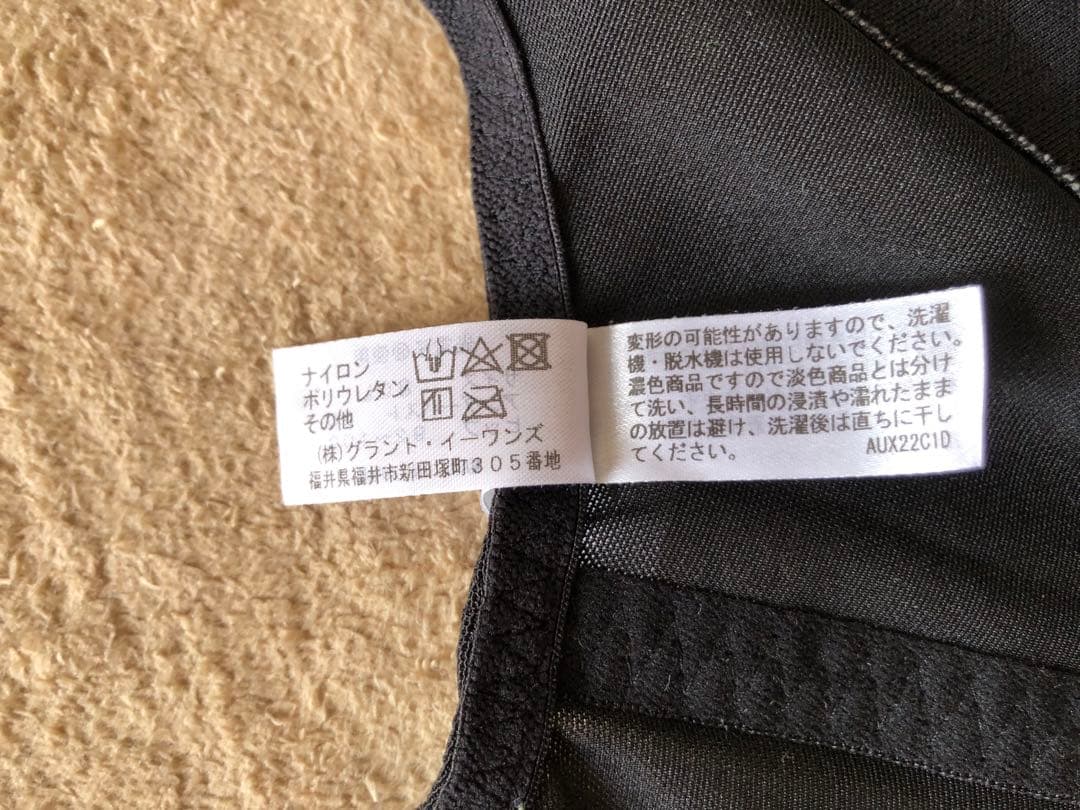 ナイロン
ポリウレタン
その他
(株)グラント・イーワンズ
福井県福井市新田塚町305番地
変形の可能性がありますので、洗濯
機・脱水機は使用しないでください。
濃色商品ですので淡色商品とは分け
て洗い、長時間の浸漬や濡れたまま
の放置は避け、洗濯後は直ちに干し
てください。
AUX22C1D